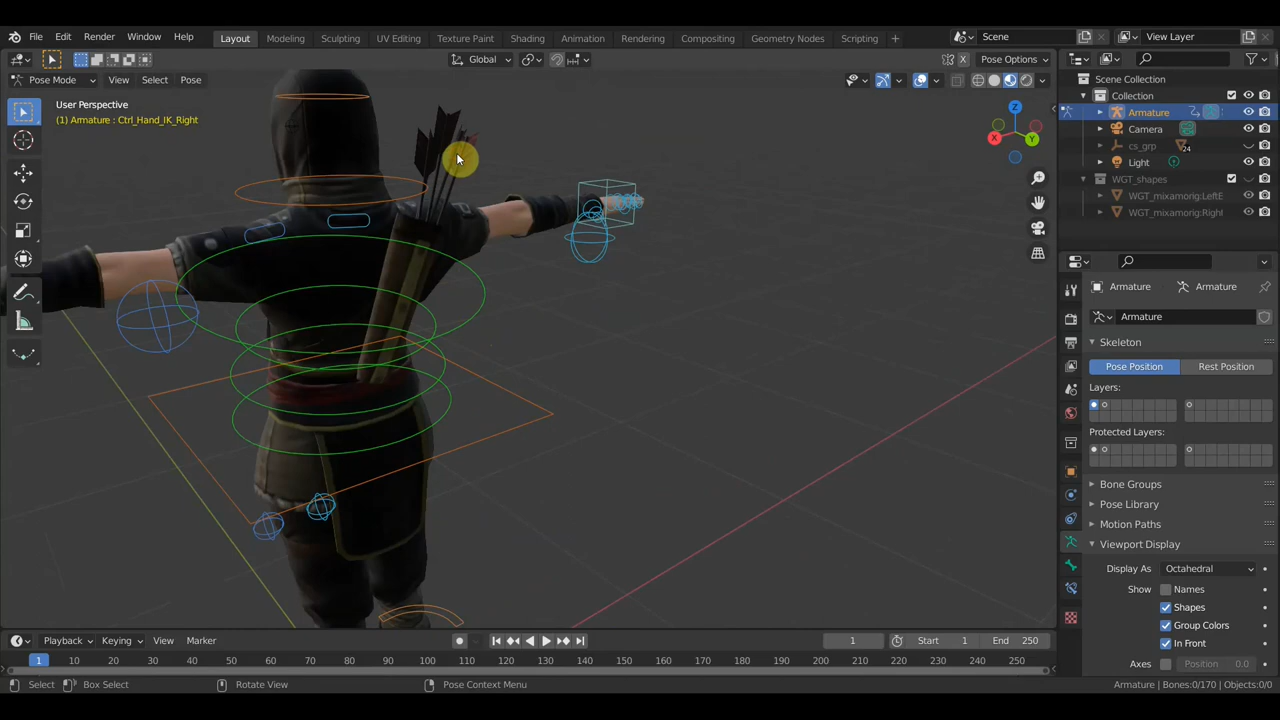 File Edit Render Window Help Layout Modeling Sculpting UV Editing Texture Paint Shading Animation Rendering Compositing Geometry Nodes Scripting Scene View Layer
Global X Pose Options
Pose Mode View Select Pose
Scene Collection
Collection
Armature
Camera
cs_grp 24
Light
WGT_shapes
WGT_mixamorig:LeftE
WGT_mixamorig:Right
User Perspective
(1) Armature : Ctrl_Hand_IK_Right
Z
X Y
Armature Armature
Armature
Skeleton
Pose Position Rest Position
Layers:
Protected Layers:
Bone Groups
Pose Library
Motion Paths
Viewport Display
Display As Octahedral
Show Names
Shapes
Group Colors
In Front
Axes Position 0.0
Playback Keying View Marker 1 Start 1 End 250
1 10 20 30 40 50 60 70 80 90 100 110 120 130 140 150 160 170 180 190 200 210 220 230 240 250
Select Box Select Rotate View Pose Context Menu Armature | Bones:0/170 | Objects:0/0